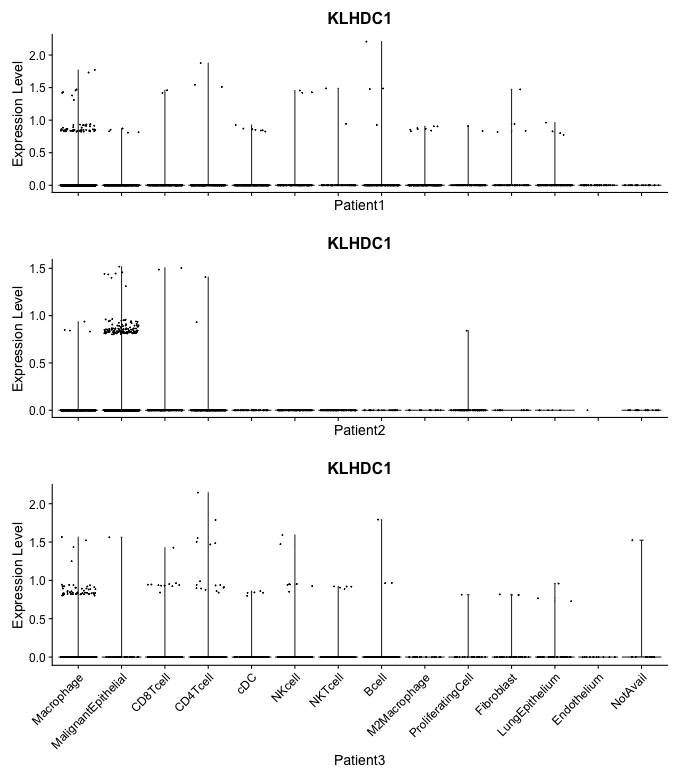 KLHDC1
Expression Level
2.0
1.5
1.0
0.5
0.0
Patient1
KLHDC1
Expression Level
1.5
1.0
0.5
0.0
Patient2
KLHDC1
Expression Level
2.0
1.5
1.0
0.5
0.0
Macrophage
MalignantEpithelial
CD8Tcell
CD4Tcell
cDC
NKcell
NKTcell
Bcell
M2Macrophage
ProliferatingCell
Fibroblast
LungEpithelium
Endothelium
NotAvail
Patient3